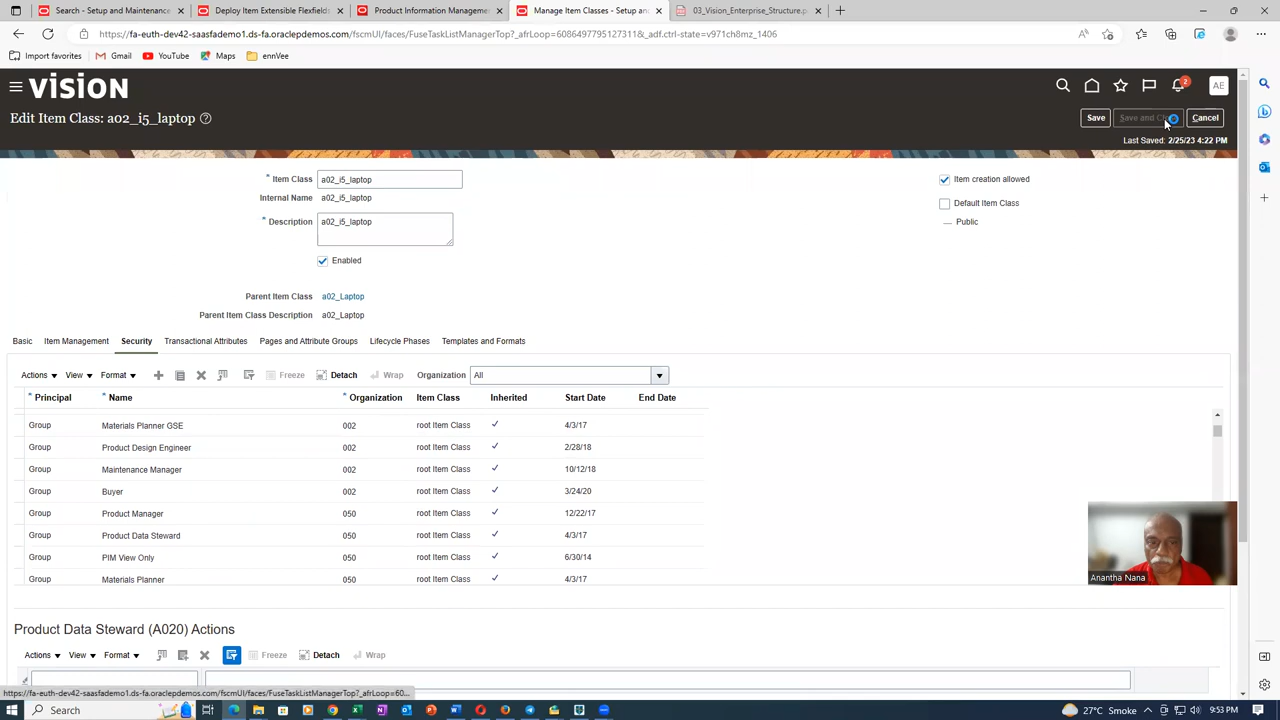 Search - Setup and Maintenance
Deploy Item Extensible Flexfields
Product Information Management
Manage Item Classes - Setup and
03_Vision_Enterprise_Structure.p
https://fa-euth-dev42-saasfademo1.ds-fa.oraclepdemos.com/fscmUI/faces/FuseTaskListManagerTop?_afrLoop=6086497795127311&_adf.ctrl-state=v971ch8mz_1406
Import favorites Gmail YouTube Maps ennVee
VISION
2
AE
Edit Item Class: a02_i5_laptop
Save Save and Cl Cancel
Last Saved: 2/25/23 4:22 PM
* Item Class a02_i5_laptop
Item creation allowed
Internal Name a02_i5_laptop
Default Item Class
* Description a02_i5_laptop
Public
Enabled
Parent Item Class a02_Laptop
Parent Item Class Description a02_Laptop
Basic Item Management Security Transactional Attributes Pages and Attribute Groups Lifecycle Phases Templates and Formats
Actions View Format Freeze Detach Wrap Organization All
* Principal * Name * Organization Item Class Inherited Start Date End Date
Group Materials Planner GSE 002 root Item Class ✓ 4/3/17
Group Product Design Engineer 002 root Item Class ✓ 2/28/18
Group Maintenance Manager 002 root Item Class ✓ 10/12/18
Group Buyer 002 root Item Class ✓ 3/24/20
Group Product Manager 050 root Item Class ✓ 12/22/17
Group Product Data Steward 050 root Item Class ✓ 4/3/17
Group PIM View Only 050 root Item Class ✓ 6/30/14
Group Materials Planner 050 root Item Class ✓ 4/3/17
Anantha Nana
Product Data Steward (A020) Actions
Actions View Format Freeze Detach Wrap
https://fa-euth-dev42-saasfademo1.ds-fa.oraclepdemos.com/fscmUI/faces/FuseTaskListManagerTop?_afrLoop=60...
Search
27°C Smoke
9:53 PM